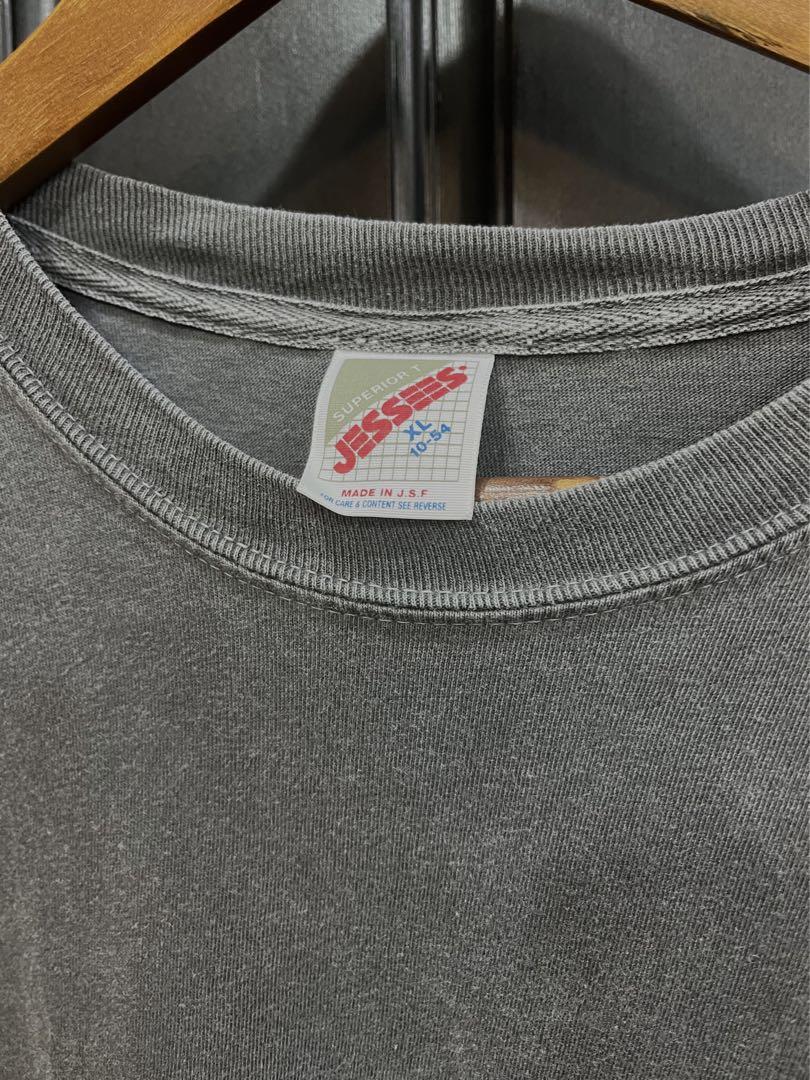 SUPERIOR T
JESSEES
XL
10-54
MADE IN J.S.F
FOR CARE & CONTENT SEE REVERSE